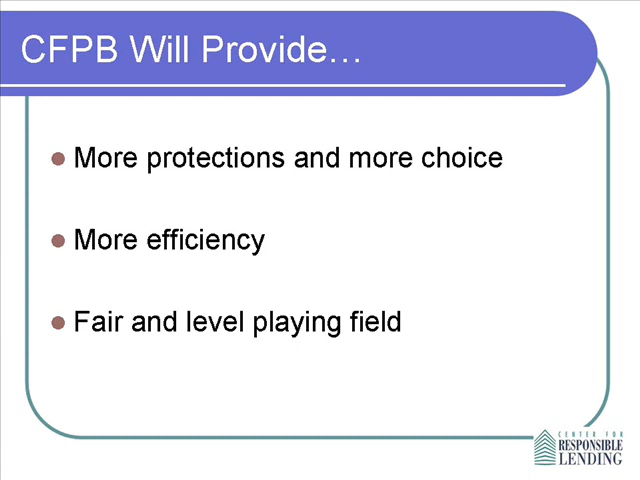 CFPB Will Provide…
More protections and more choice
More efficiency
Fair and level playing field
CENTER FOR
RESPONSIBLE
LENDING